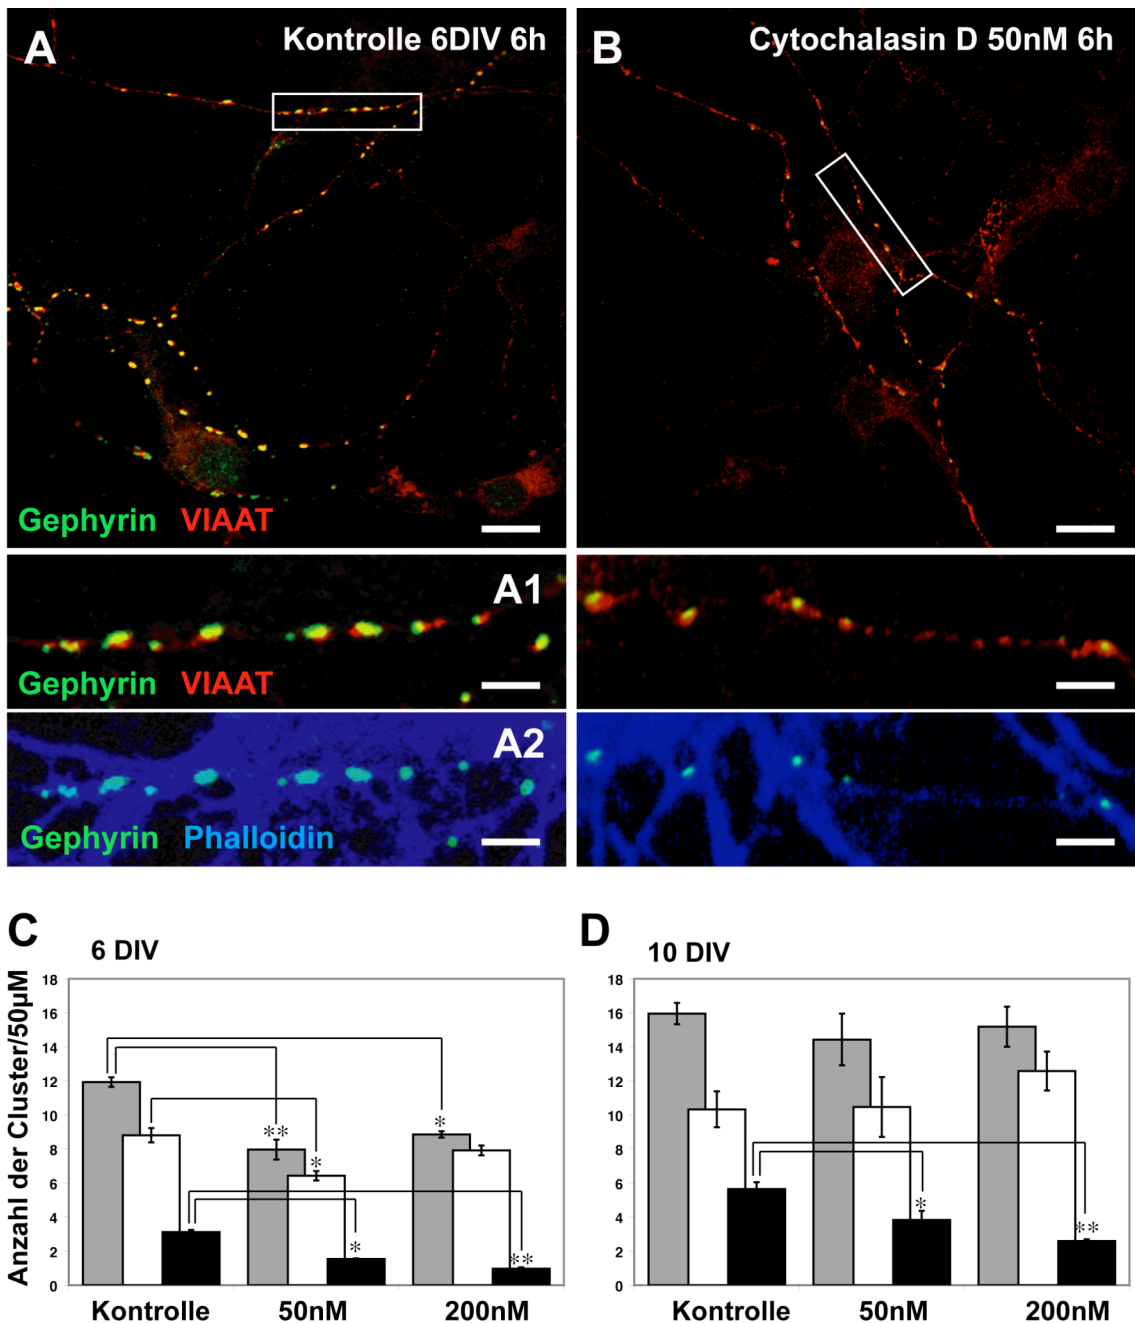 A Kontrolle 6DIV 6h
B Cytochalasin D 50nM 6h
Gephyrin VIAAT
A1
Gephyrin VIAAT
A2
Gephyrin Phalloidin
C
6 DIV
Anzahl der Cluster/50µM
18
16
14
12
10
8
6
4
2
0
**
*
*
*
**
Kontrolle 50nM 200nM
D
10 DIV
18
16
14
12
10
8
6
4
2
0
*
**
Kontrolle 50nM 200nM